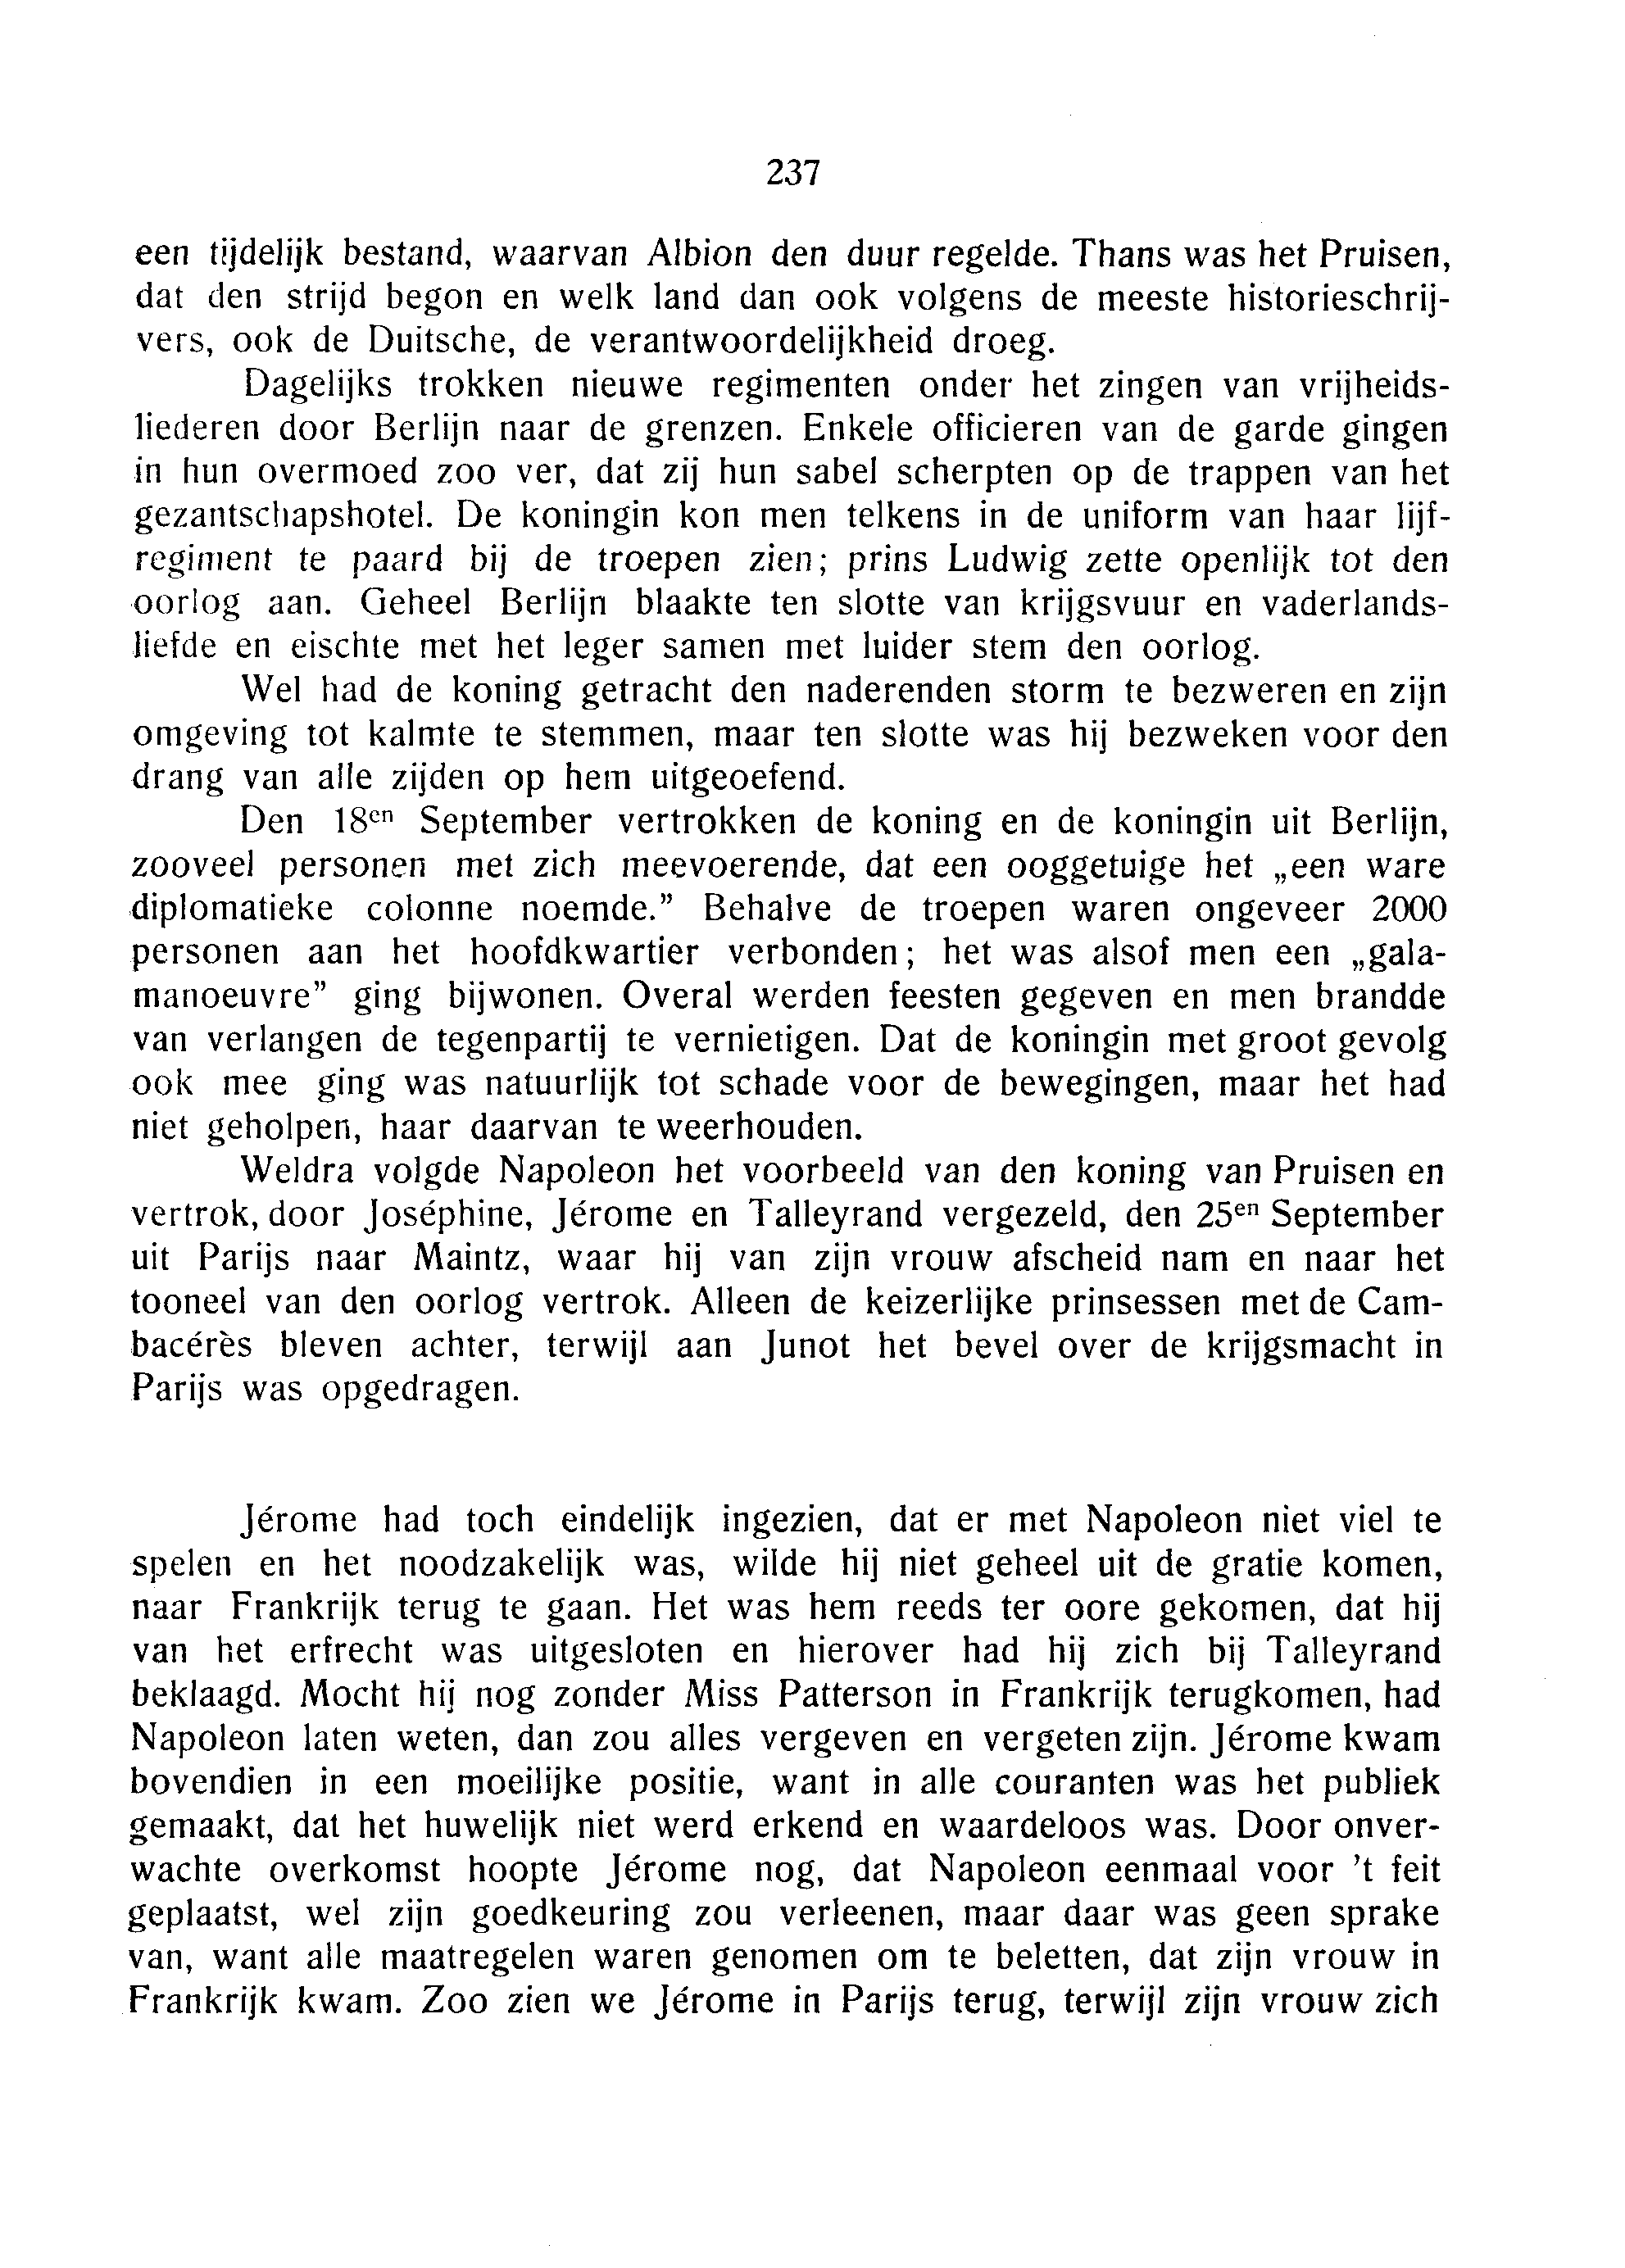 237
een tijdelijk bestand, waarvan Albion den duur regelde. Thans was het Pruisen,
dat den strijd begon en welk land dan ook volgens de meeste historieschrij-
vers, ook de Duitsche, de verantwoordelijkheid droeg.
Dagelijks trokken nieuwe regimenten onder het zingen van vrijheids-
liederen door Berlijn naar de grenzen. Enkele officieren van de garde gingen
in hun overmoed zoo ver, dat zij hun sabel scherpten op de trappen van het
gezantschapshotel. De koningin kon men telkens in de uniform van haar lijf-
regiment te paard bij de troepen zien; prins Ludwig zette openlijk tot den
oorlog aan. Geheel Berlijn blaakte ten slotte van krijgsvuur en vaderlands-
liefde en eischte met het leger samen met luider stem den oorlog.
Wel had de koning getracht den naderenden storm te bezweren en zijn
omgeving tot kalmte te stemmen, maar ten slotte was hij bezweken voor den
drang van alle zijden op hem uitgeoefend.
Den 18en September vertrokken de koning en de koningin uit Berlijn,
zooveel personen met zich meevoerende, dat een ooggetuige het „een ware
diplomatieke colonne noemde.” Behalve de troepen waren ongeveer 2000
personen aan het hoofdkwartier verbonden; het was alsof men een „gala-
manoeuvre” ging bijwonen. Overal werden feesten gegeven en men brandde
van verlangen de tegenpartij te vernietigen. Dat de koningin met groot gevolg
ook mee ging was natuurlijk tot schade voor de bewegingen, maar het had
niet geholpen, haar daarvan te weerhouden.
Weldra volgde Napoleon het voorbeeld van den koning van Pruisen en
vertrok, door Joséphine, Jérome en Talleyrand vergezeld, den 25en September
uit Parijs naar Maintz, waar hij van zijn vrouw afscheid nam en naar het
tooneel van den oorlog vertrok. Alleen de keizerlijke prinsessen met de Cam-
bacérès bleven achter, terwijl aan Junot het bevel over de krijgsmacht in
Parijs was opgedragen.
Jérome had toch eindelijk ingezien, dat er met Napoleon niet viel te
spelen en het noodzakelijk was, wilde hij niet geheel uit de gratie komen,
naar Frankrijk terug te gaan. Het was hem reeds ter oore gekomen, dat hij
van het erfrecht was uitgesloten en hierover had hij zich bij Talleyrand
beklaagd. Mocht hij nog zonder Miss Patterson in Frankrijk terugkomen, had
Napoleon laten weten, dan zou alles vergeven en vergeten zijn. Jérome kwam
bovendien in een moeilijke positie, want in alle couranten was het publiek
gemaakt, dat het huwelijk niet werd erkend en waardeloos was. Door onver-
wachte overkomst hoopte Jérome nog, dat Napoleon eenmaal voor ’t feit
geplaatst, wel zijn goedkeuring zou verleenen, maar daar was geen sprake
van, want alle maatregelen waren genomen om te beletten, dat zijn vrouw in
Frankrijk kwam. Zoo zien we Jérome in Parijs terug, terwijl zijn vrouw zich